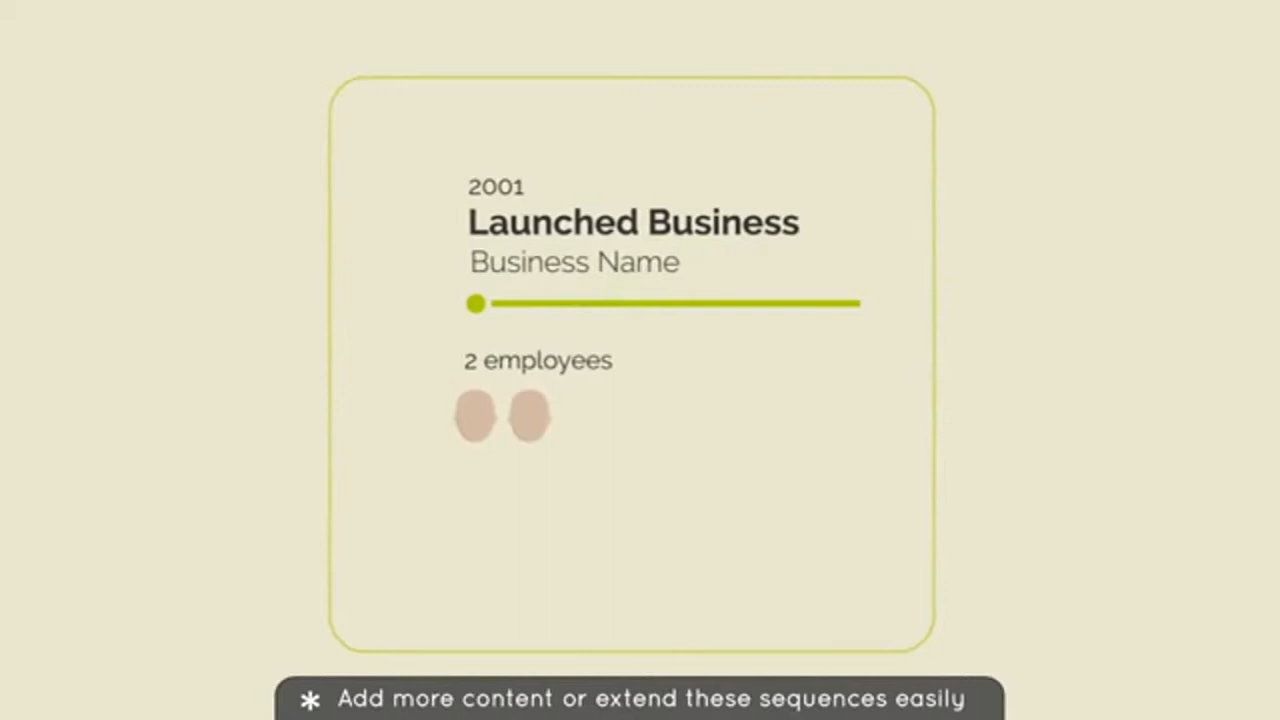 2001
Launched Business
Business Name
2 employees
* Add more content or extend these sequences easily